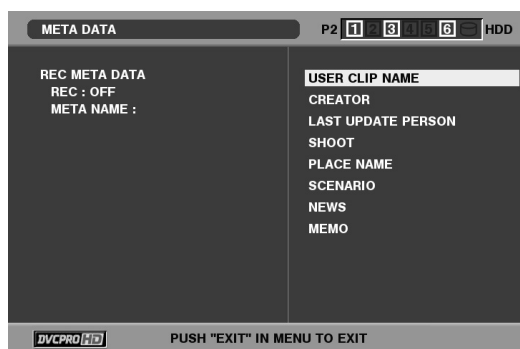 META DATA
P2 1 2 3 4 5 6 HDD
REC META DATA
REC : OFF
META NAME :
USER CLIP NAME
CREATOR
LAST UPDATE PERSON
SHOOT
PLACE NAME
SCENARIO
NEWS
MEMO
DVCPRO HD PUSH "EXIT" IN MENU TO EXIT